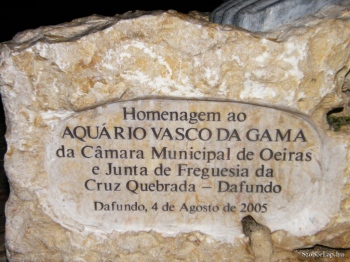 Homenagem ao
AQUÁRIO VASCO DA GAMA
da Câmara Municipal de Oeiras
e Junta de Freguesia da
Cruz Quebrada – Dafundo
Dafundo, 4 de Agosto de 2005